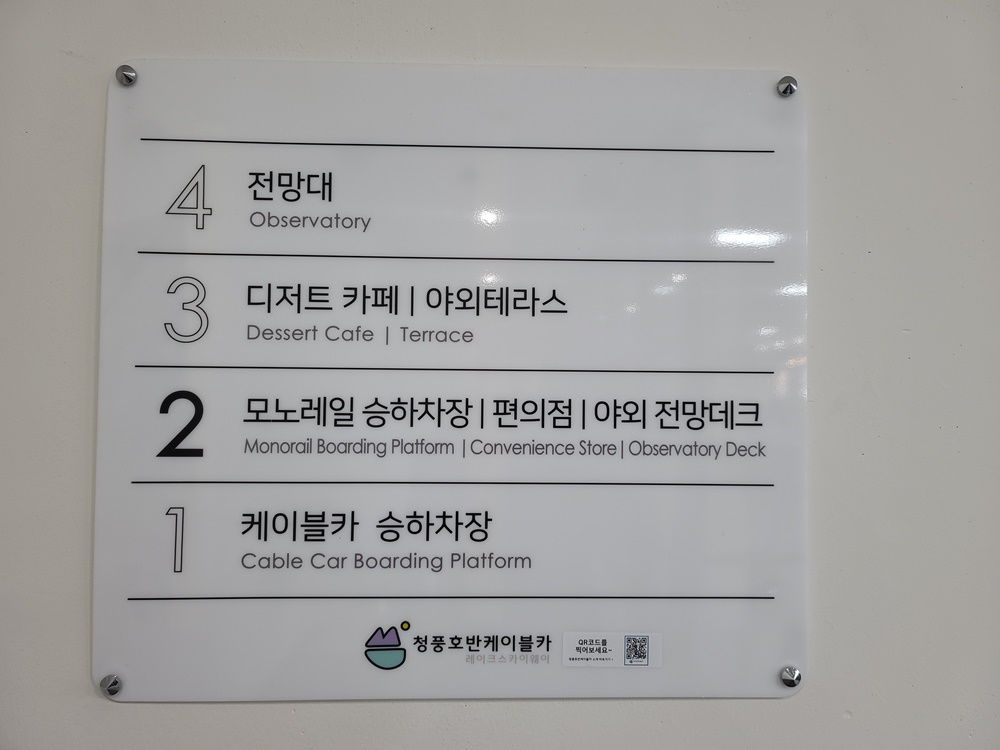 4
전망대
Observatory
3
디저트 카페 | 야외테라스
Dessert Cafe | Terrace
2
모노레일 승하차장 | 편의점 | 야외 전망데크
Monorail Boarding Platform | Convenience Store | Observatory Deck
1
케이블카 승하차장
Cable Car Boarding Platform
청풍호반케이블카
레이크스카이웨이
QR코드를
찍어보세요~